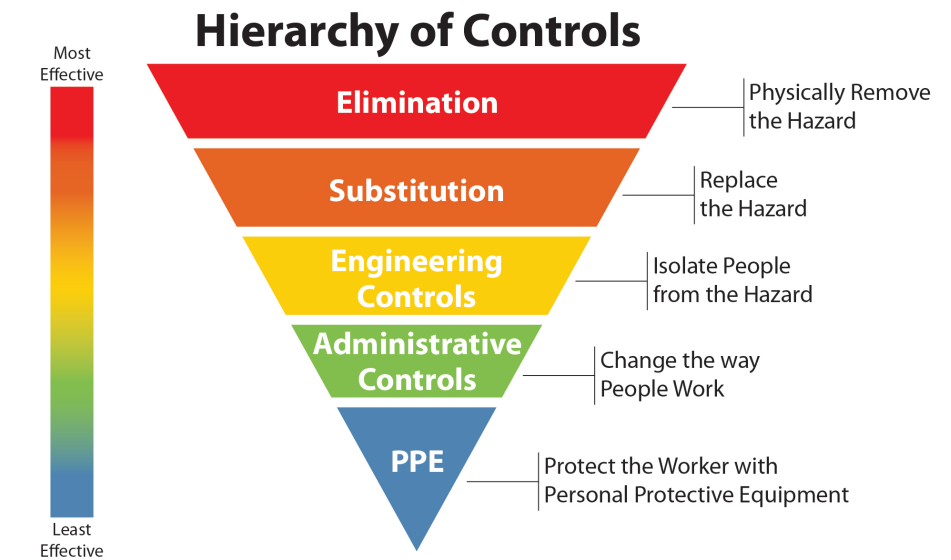 Hierarchy of Controls
Most
Effective
Elimination
Physically Remove
the Hazard
Substitution
Replace
the Hazard
Engineering
Controls
Isolate People
from the Hazard
Administrative
Controls
Change the way
People Work
PPE
Protect the Worker with
Personal Protective Equipment
Least
Effective